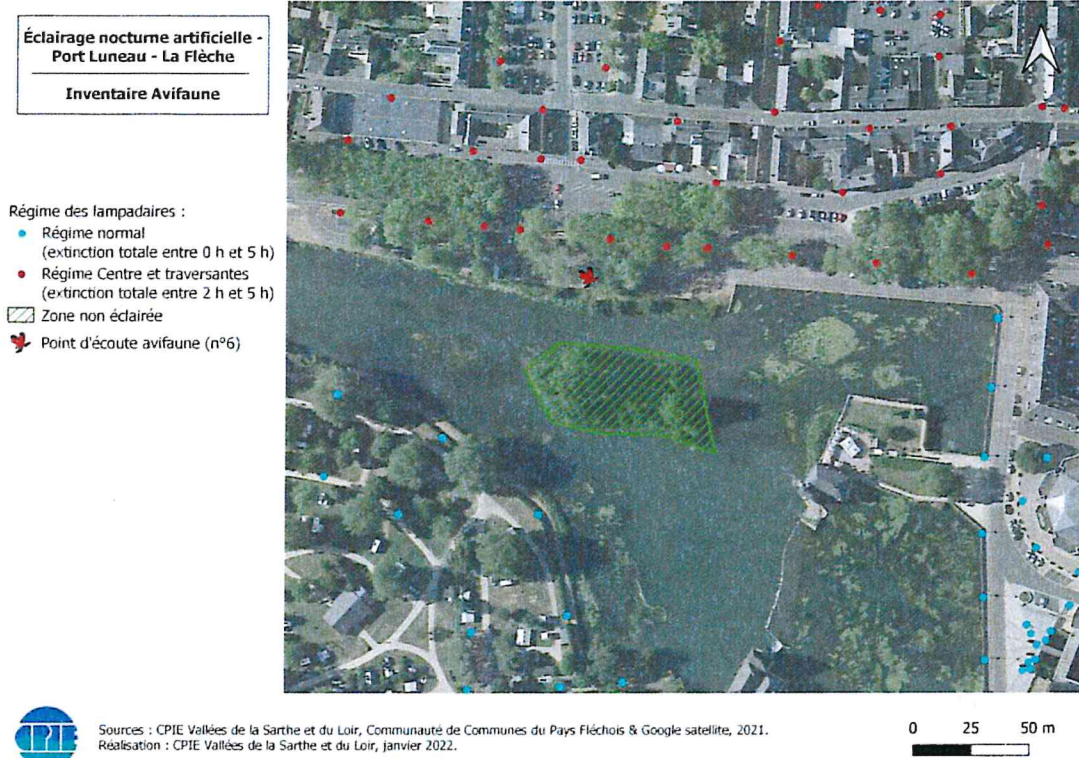 Éclairage nocturne artificielle -
Port Luneau - La Flèche
Inventaire Avifaune
Régime des lampadaires :
Régime normal
(extinction totale entre 0 h et 5 h)
Régime Centre et traversantes
(extinction totale entre 2 h et 5 h)
Zone non éclairée
Point d'écoute avifaune (n°6)
CPIE
Sources : CPIE Vallées de la Sarthe et du Loir, Communauté de Communes du Pays Fléchois & Google satellite, 2021.
Réalisation : CPIE Vallées de la Sarthe et du Loir, janvier 2022.
0 25 50 m